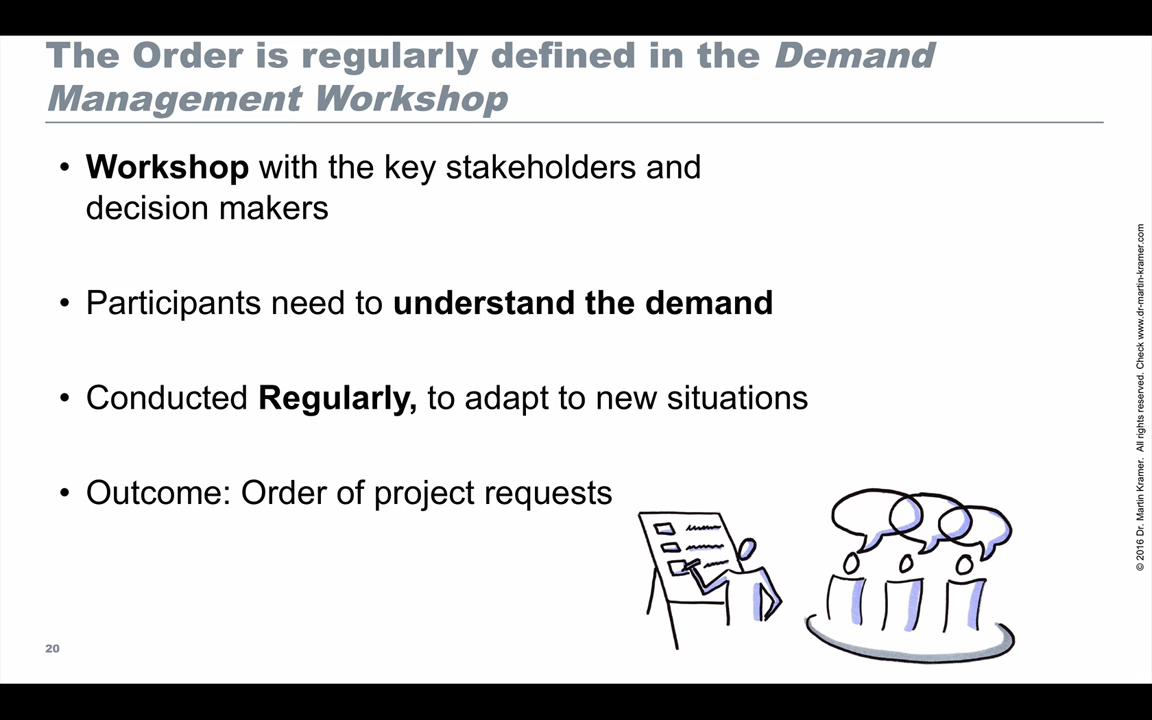 The Order is regularly defined in the Demand
Management Workshop
• Workshop with the key stakeholders and
decision makers
• Participants need to understand the demand
• Conducted Regularly, to adapt to new situations
• Outcome: Order of project requests
20
© 2016 Dr. Martin Kramer. All rights reserved. Check www.dr-martin-kramer.com